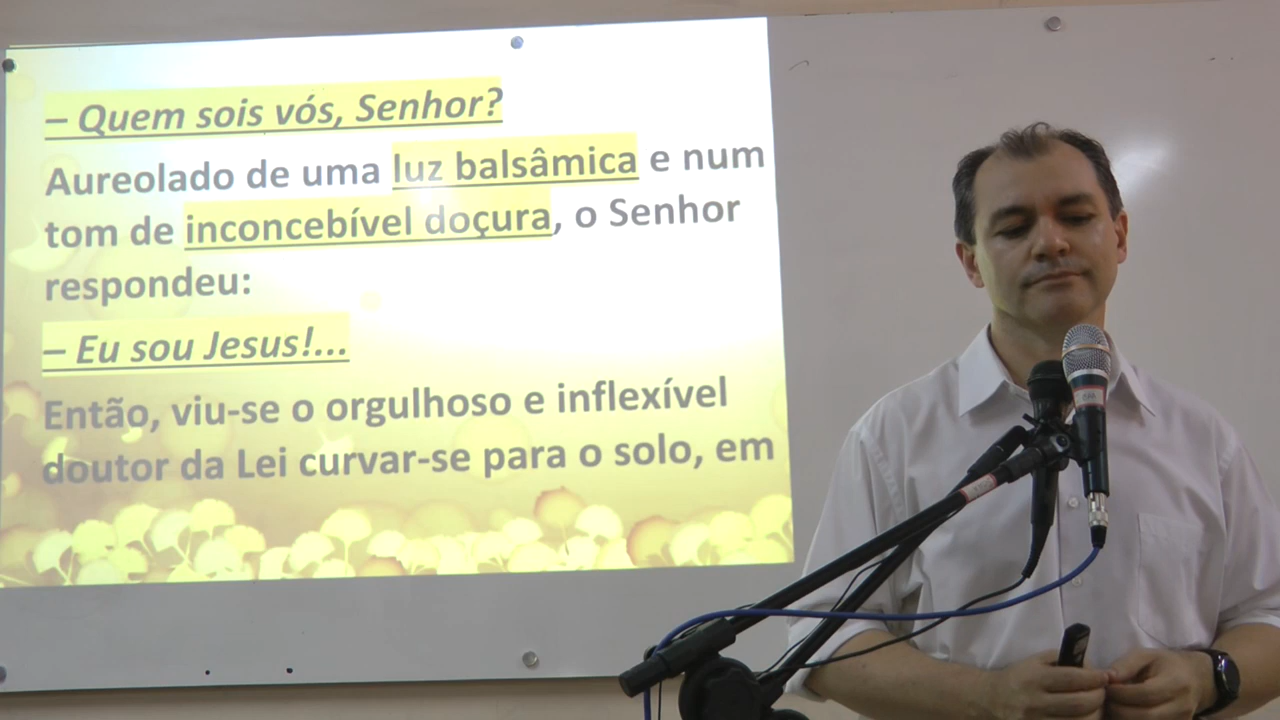 – Quem sois vós, Senhor?
Aureolado de uma luz balsâmica e num
tom de inconcebível doçura, o Senhor
respondeu:
– Eu sou Jesus!...
Então, viu-se o orgulhoso e inflexível
doutor da Lei curvar-se para o solo, em